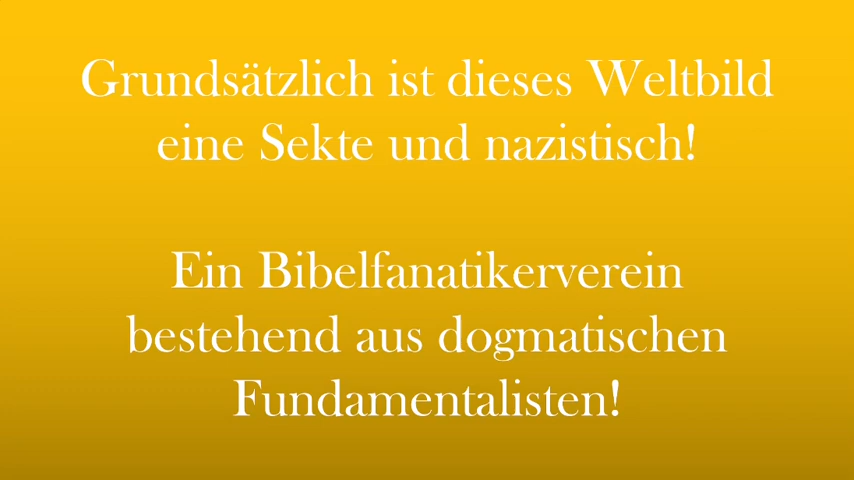 Grundsätzlich ist dieses Weltbild
eine Sekte und nazistisch!
Ein Bibelfanatikerverein
bestehend aus dogmatischen
Fundamentalisten!